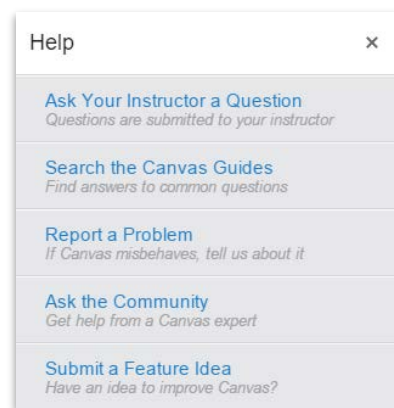 Help ×
Ask Your Instructor a Question
Questions are submitted to your instructor
Search the Canvas Guides
Find answers to common questions
Report a Problem
If Canvas misbehaves, tell us about it
Ask the Community
Get help from a Canvas expert
Submit a Feature Idea
Have an idea to improve Canvas?